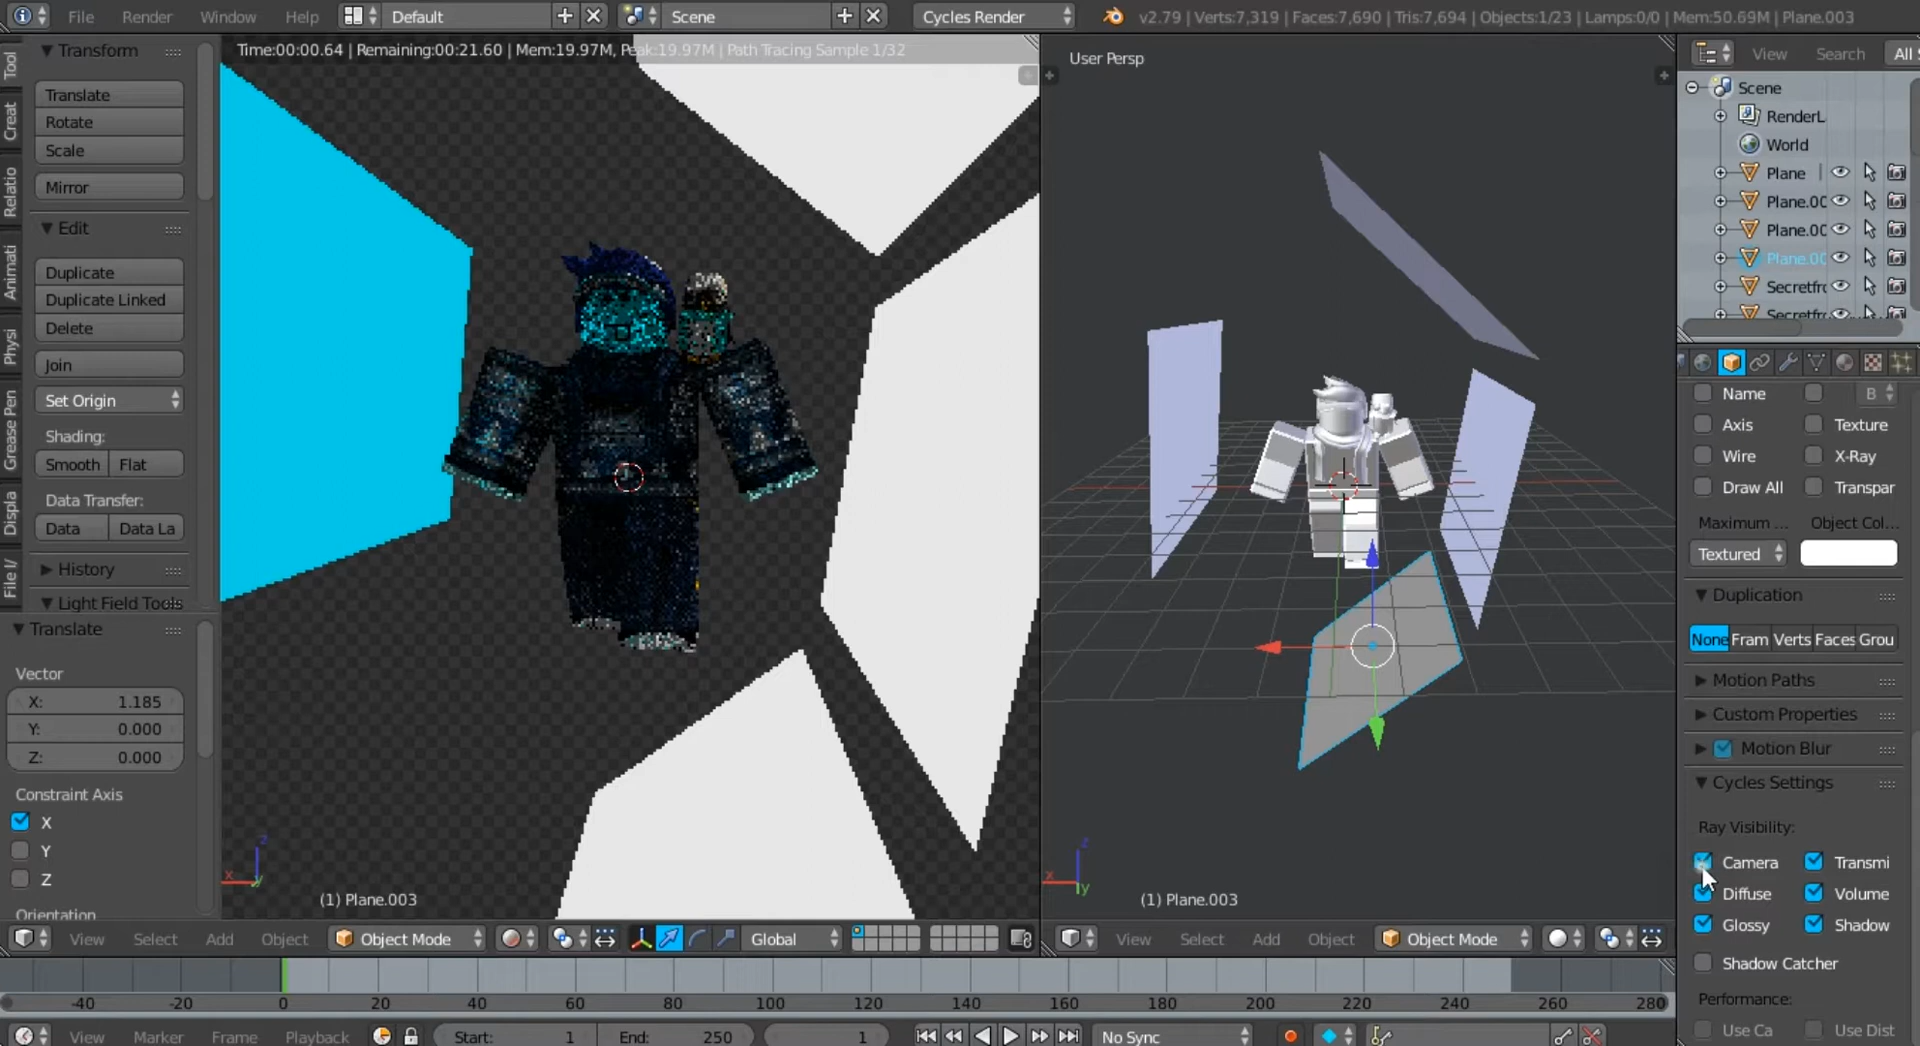 File Render Window Help Default Scene Cycles Render v2.79 | Verts:7,319 | Faces:7,690 | Tris:7,694 | Objects:1/23 | Lamps:0/0 | Mem:50.69M | Plane.003
Tool
Creat
Relatio
Animati
Physi
Grease Pen
Displa
File I/
Transform
Translate
Rotate
Scale
Mirror
Edit
Duplicate
Duplicate Linked
Delete
Join
Set Origin
Shading:
Smooth Flat
Data Transfer:
Data Data La
History
Light Field Tools
Translate
Vector
X: 1.185
Y: 0.000
Z: 0.000
Constraint Axis
X
Y
Z
Orientation
Time:00:00.64 | Remaining:00:21.60 | Mem:19.97M, Peak:19.97M | Path Tracing Sample 1/32
z
x
y
(1) Plane.003
View Select Add Object Object Mode Global
User Persp
z
x
y
(1) Plane.003
View Select Add Object Object Mode
View Search All S
Scene
RenderL
World
Plane
Plane.00
Plane.00
Plane.00
Secretfr
Secretfr
Name B
Axis Texture
Wire X-Ray
Draw All Transpar
Maximum ... Object Col...
Textured
Duplication
None Fram Verts Faces Grou
Motion Paths
Custom Properties
Motion Blur
Cycles Settings
Ray Visibility:
Camera Transmi
Diffuse Volume
Glossy Shadow
Shadow Catcher
Performance:
Use Ca Use Dist
-40 -20 0 20 40 60 80 100 120 140 160 180 200 220 240 260 280
View Marker Frame Playback Start: 1 End: 250 1 No Sync